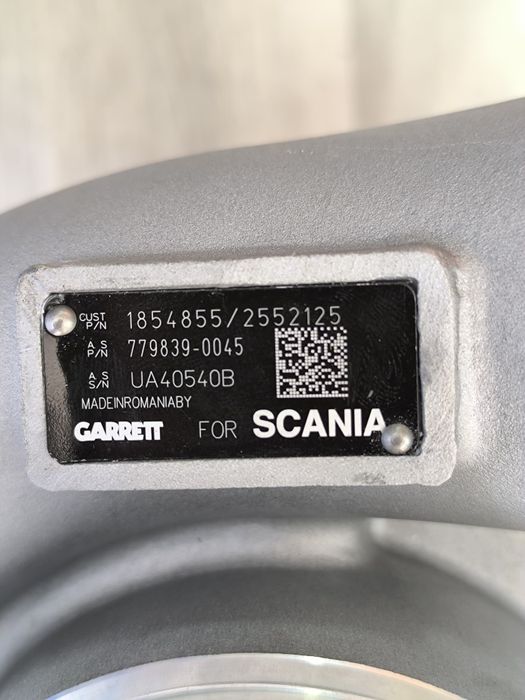 CUST P/N 1854855/2552125
A.S P/N 779839-0045
A.S S/N UA40540B
MADEINROMANIABY
GARRETT FOR SCANIA